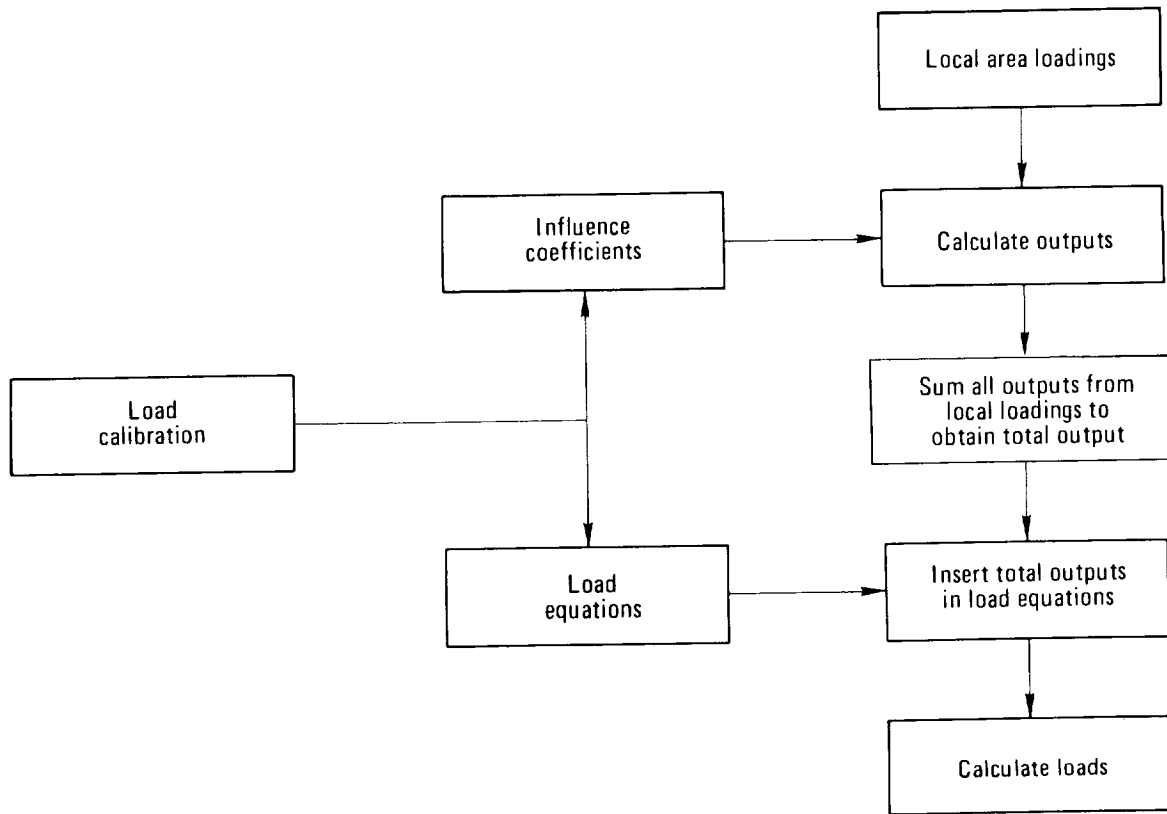 Local area loadings
Influence
coefficients
Calculate outputs
Load
calibration
Sum all outputs from
local loadings to
obtain total output
Load
equations
Insert total outputs
in load equations
Calculate loads